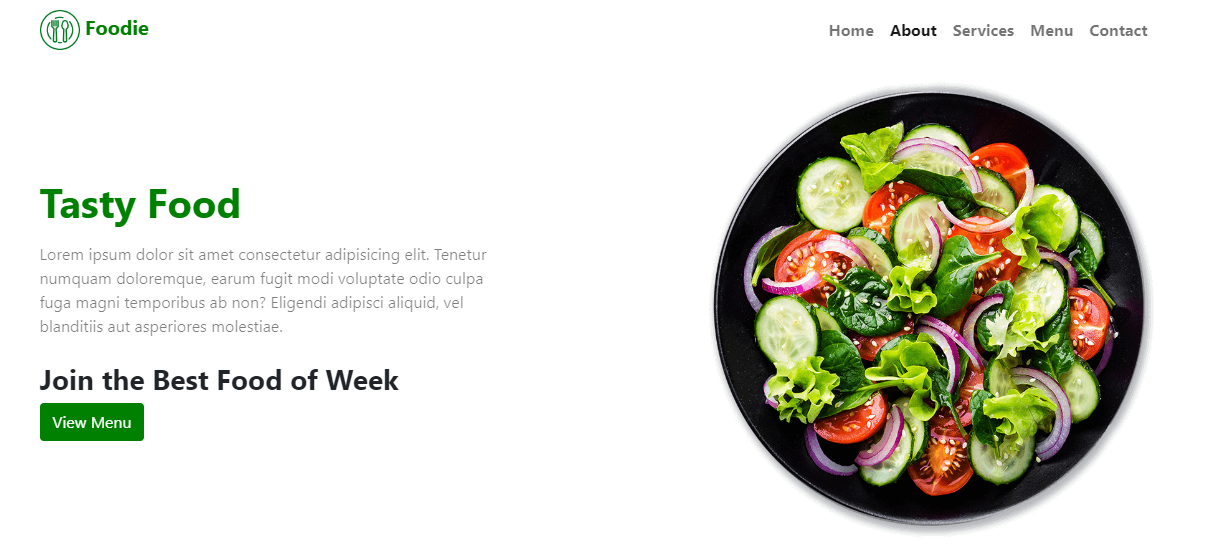 Foodie
Home About Services Menu Contact
Tasty Food
Lorem ipsum dolor sit amet consectetur adipisicing elit. Tenetur
numquam doloremque, earum fugit modi voluptate odio culpa
fuga magni temporibus ab non? Eligendi adipisci aliquid, vel
blanditiis aut asperiores molestiae.
Join the Best Food of Week
View Menu